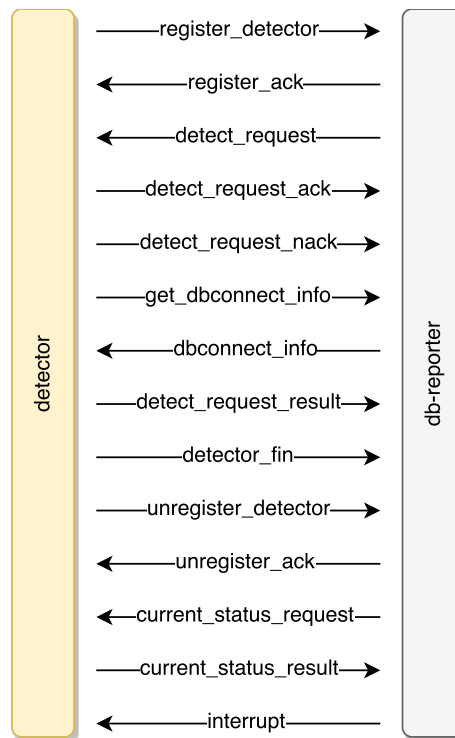 register_detector
register_ack
detect_request
detect_request_ack
detect_request_nack
get_dbconnect_info
detector
dbconnect_info
db-reporter
detect_request_result
detector_fin
unregister_detector
unregister_ack
current_status_request
current_status_result
interrupt